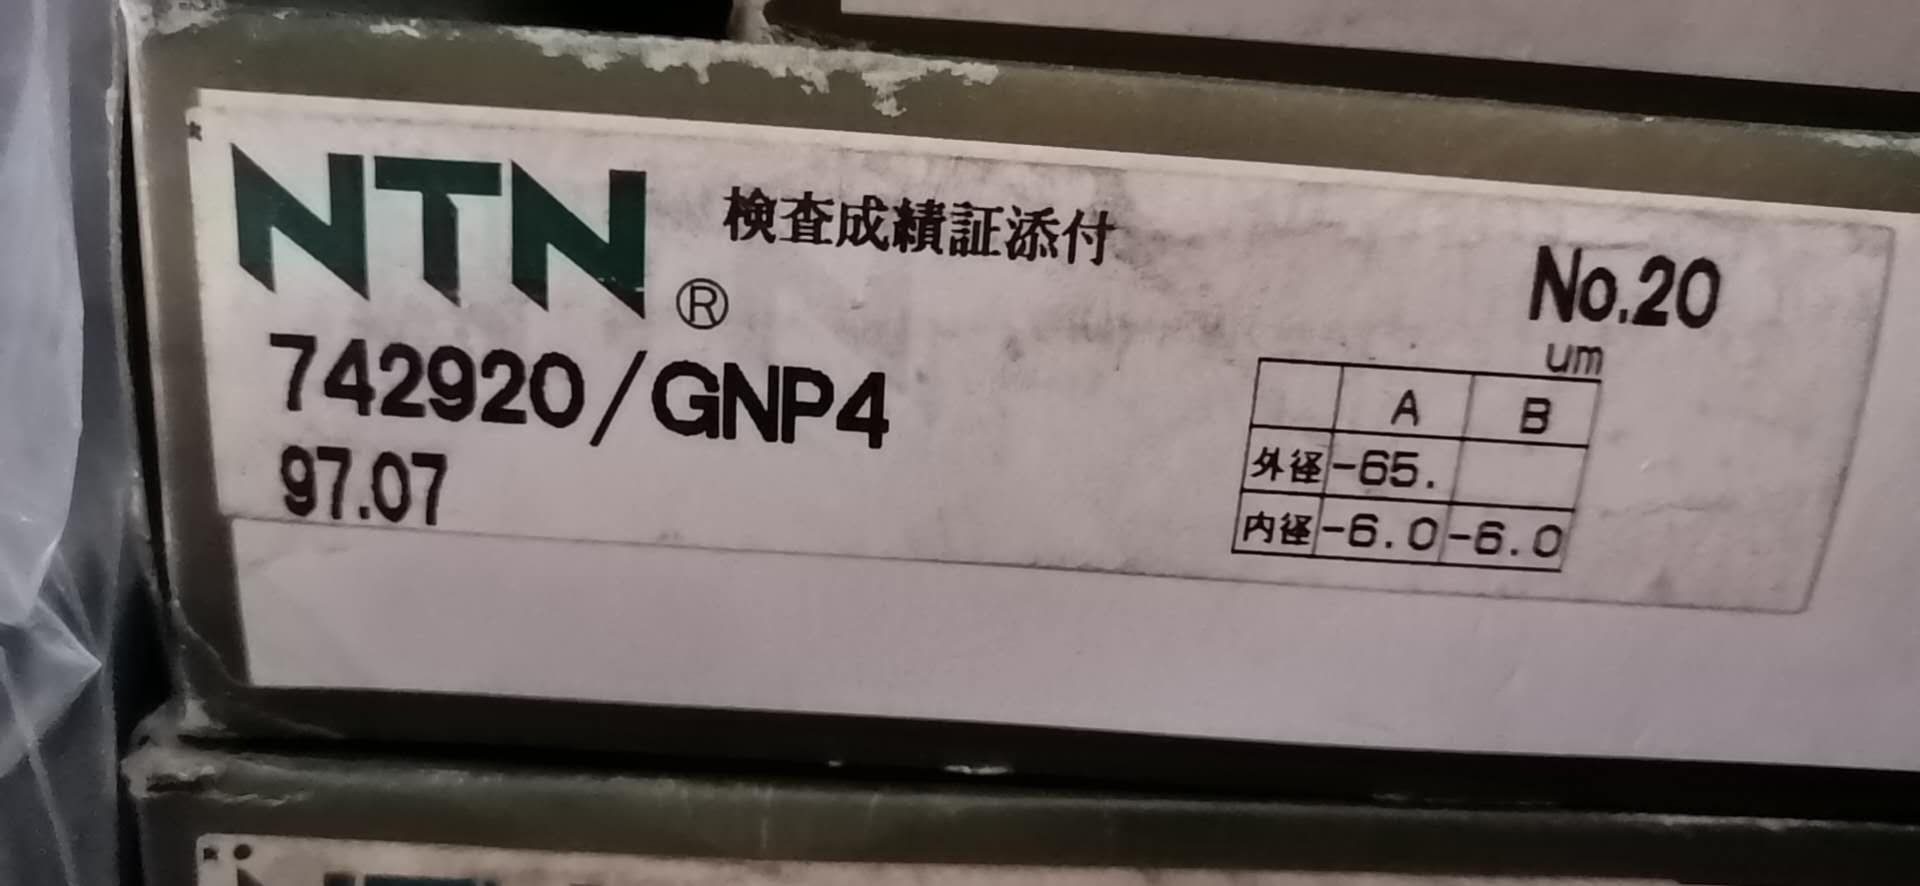 NTN ® 検査成績証添付
No.20
742920/GNP4
um
A B
外径 -65.
97.07
内径 -6.0 -6.0